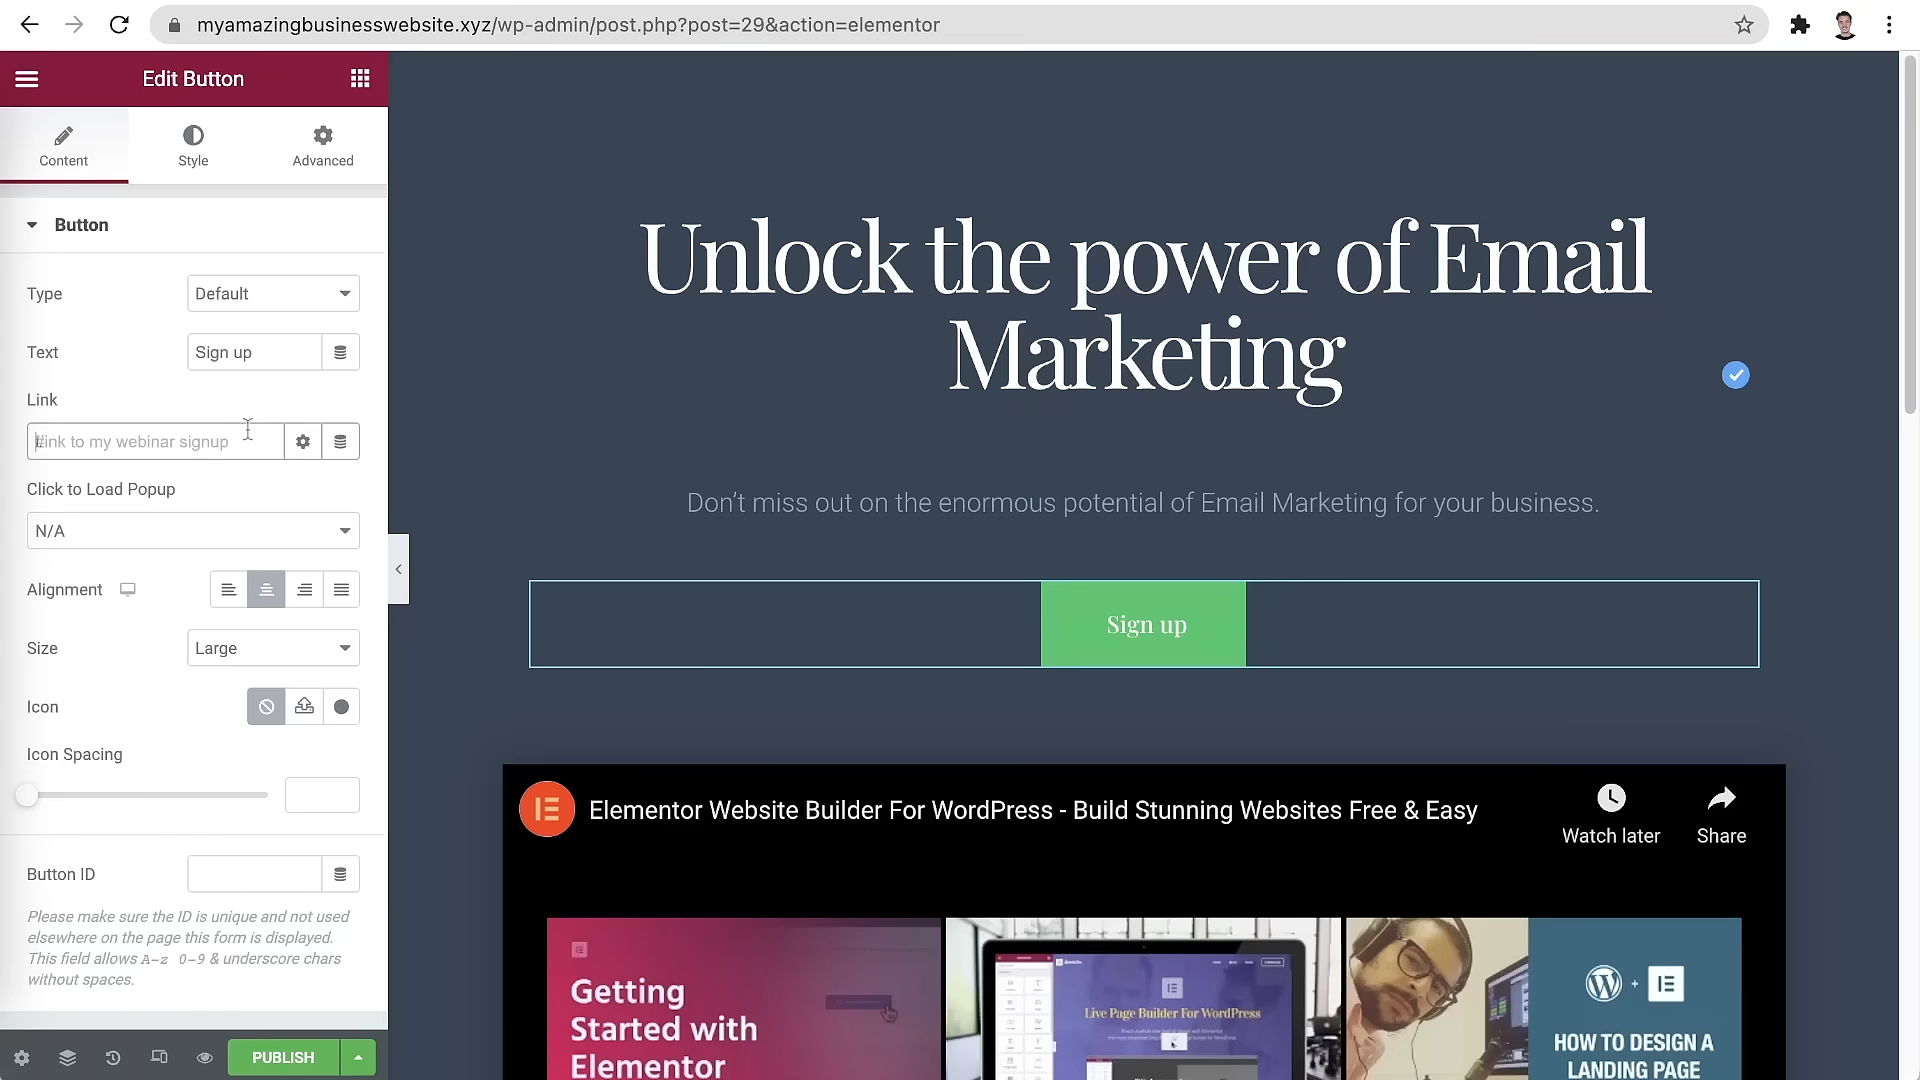 myamazingbusinesswebsite.xyz/wp-admin/post.php?post=29&action=elementor
Edit Button
Content
Style
Advanced
Button
Type
Default
Text
Sign up
Link
link to my webinar signup
Click to Load Popup
N/A
Alignment
Size
Large
Icon
Icon Spacing
Button ID
Please make sure the ID is unique and not used
elsewhere on the page this form is displayed.
This field allows A–z 0–9 & underscore chars
without spaces.
PUBLISH
Unlock the power of Email
Marketing
Don’t miss out on the enormous potential of Email Marketing for your business.
Sign up
Elementor Website Builder For WordPress - Build Stunning Websites Free & Easy
Watch later
Share
Getting
Started with
Elementor
Live Page Builder For WordPress
HOW TO DESIGN A
LANDING PAGE